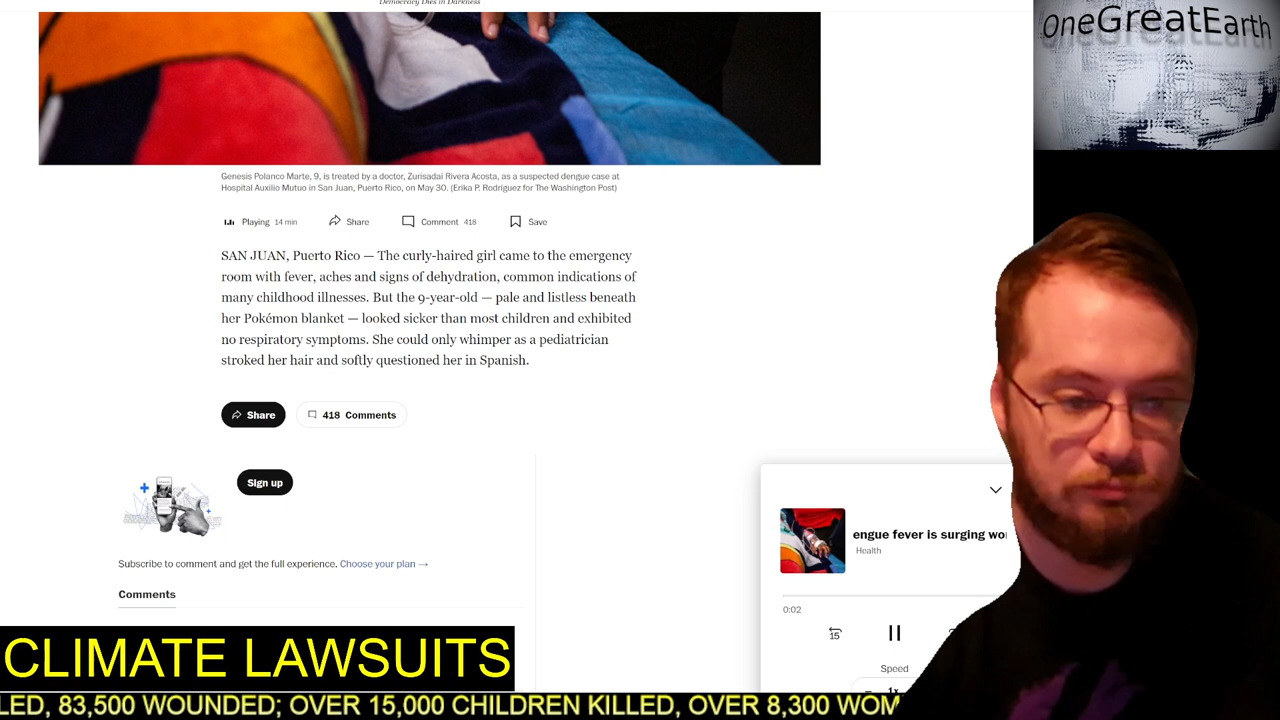 Democracy Dies in Darkness
OneGreatEarth
Genesis Polanco Marte, 9, is treated by a doctor, Zurisadai Rivera Acosta, as a suspected dengue case at
Hospital Auxilio Mutuo in San Juan, Puerto Rico, on May 30. (Erika P. Rodríguez for The Washington Post)
Playing 14 min Share Comment 418 Save
SAN JUAN, Puerto Rico — The curly-haired girl came to the emergency
room with fever, aches and signs of dehydration, common indications of
many childhood illnesses. But the 9-year-old — pale and listless beneath
her Pokémon blanket — looked sicker than most children and exhibited
no respiratory symptoms. She could only whimper as a pediatrician
stroked her hair and softly questioned her in Spanish.
Share 418 Comments
Sign up
Subscribe to comment and get the full experience. Choose your plan →
Comments
engue fever is surging wo
Health
0:02
15
Speed
1x
CLIMATE LAWSUITS
LED, 83,500 WOUNDED; OVER 15,000 CHILDREN KILLED, OVER 8,300 WOM